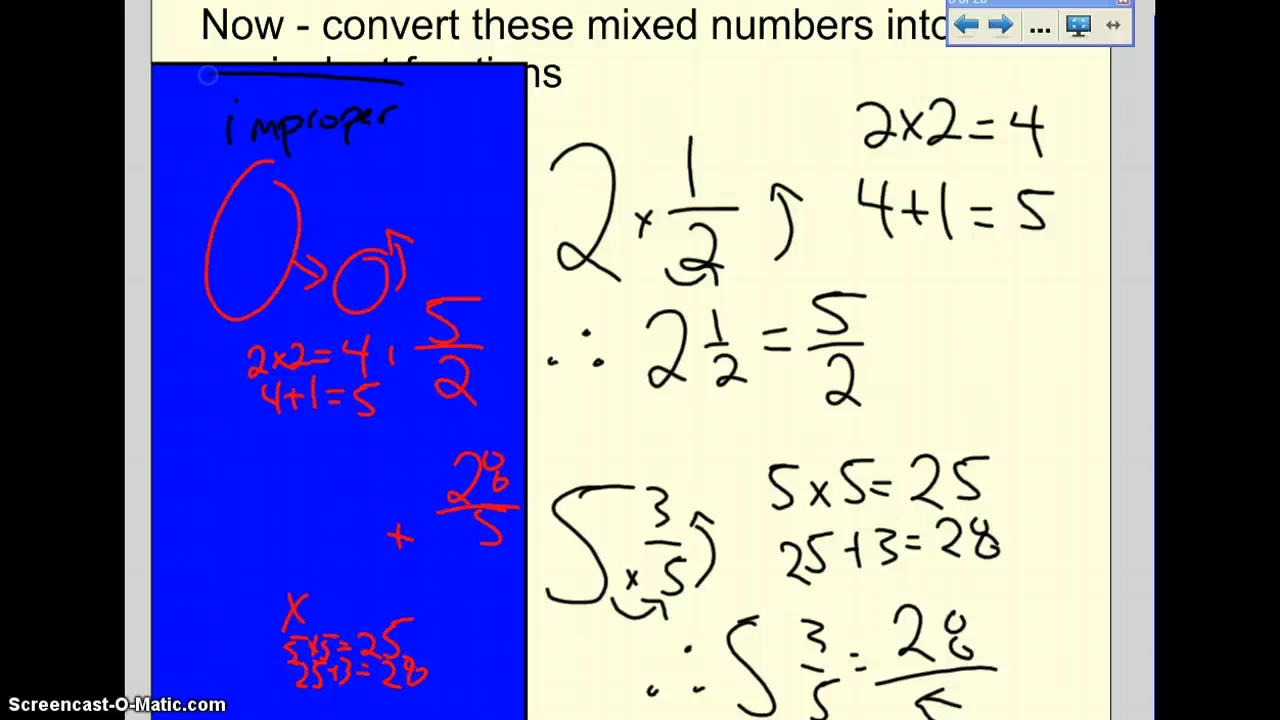 Now - convert these mixed numbers into
improper
2x2=4
4+1=5
5/2
28/5
+
x
5x5=25
25+3=28
2 x 1/2
2x2=4
4+1=5
∴ 2 1/2 = 5/2
5 3/5
x
5x5=25
25+3=28
∴ 5 3/5 = 28/5
Screencast-O-Matic.com